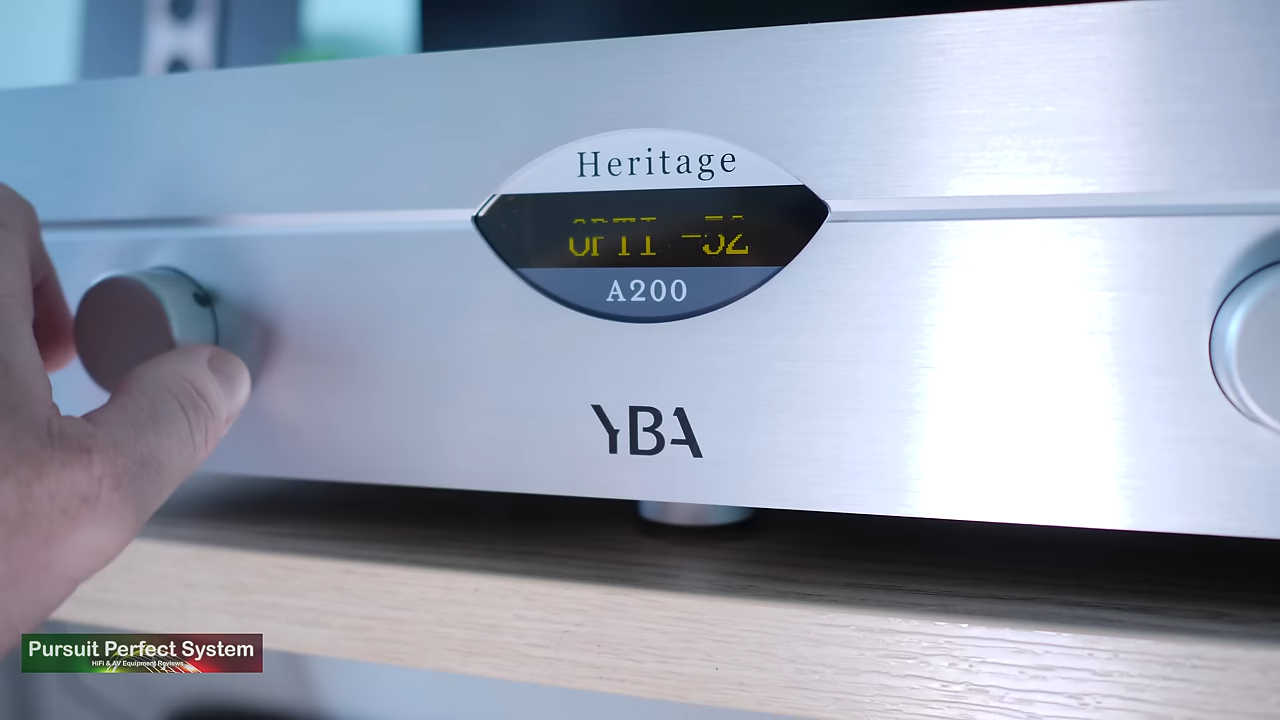 Heritage
OPTI -52
A200
YBA
Pursuit Perfect System
HiFi & AV Equipment Reviews